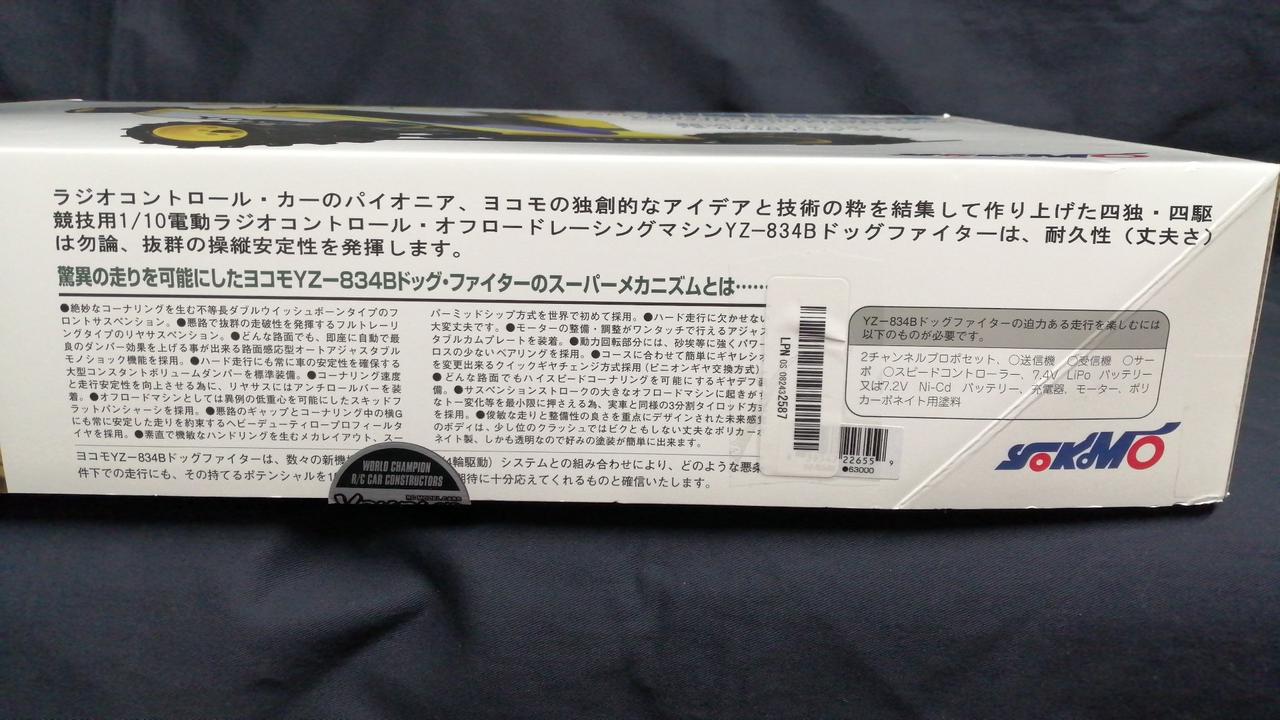 ラジオコントロール・カーのパイオニア、ヨコモの独創的なアイデアと技術の粋を結集して作り上げた四独・四駆
競技用1/10電動ラジオコントロール・オフロードレーシングマシンYZ-834Bドッグファイターは、耐久性(丈夫さ)
は勿論、抜群の操縦安定性を発揮します。
驚異の走りを可能にしたヨコモYZ-834Bドッグ・ファイターのスーパーメカニズムとは……
●絶妙なコーナリングを生む不等長ダブルウイッシュボーンタイプのフ
ロントサスペンション。●悪路で抜群の走破性を発揮するフルトレーリ
ングタイプのリヤサスペンション。●どんな路面でも、即座に自動で最
良のダンパー効果を上げる事が出来る路面感応型オートアジャスタブル
モノショック機能を採用。●ハード走行にも常に車の安定を確保する
大型コンスタントボリュームダンパーを標準装備。●コーリング速度
と走行安定性を向上させる為に、リヤサスにはアンチロールバーを装
着。●オフロードマシンとしては異例の低重心を可能にしたスキッドフ
ラットパンシャーシを採用。●悪路のギャップとコーナリング中の横G
にも常に安定した走りを約束するヘビーデューティロープロフィールタ
イヤを採用。●素直で機敏なハンドリングを生むメカレイアウト、スー
パーミッドシップ方式を世界で初めて採用。●ハード走行に欠かせない
大変丈夫です。●モーターの整備・調整がワンタッチで行えるアジャス
タブルカムプレートを装着。●動力回転部分には、砂埃等に強くパワー
ロスの少ないベアリングを採用。●コースに合わせて簡単にギヤレシオ
を変更出来るクイックギヤチェンジ方式採用(ピニオンギヤ交換方式)
●どんな路面でもハイスピードコーナリングを可能にするギヤデフ装
備。●サスペンションストロークの大きなオフロードマシンに起きがち
なトー変化等を最小限に押さえる為、実車と同様の3分割タイロッド方式
を採用。●俊敏な走りと整備性の良さを重点にデザインされた未来感覚
のボディは、少し位のクラッシュではビクともしない丈夫なポリカーボ
ネイト製、しかも透明なので好みの塗装が簡単に出来ます。
ヨコモYZ-834Bドッグファイターは、数々の新機
輪駆動)システムとの組み合わせにより、どのような悪条
件下での走行にも、その持てるポテンシャルを
期待に十分応えてくれるものと確信いたします。
WORLD CHAMPION
R/C CAR CONSTRUCTORS
LPN OS 082432587
22655 9
●63000
YZ-834Bドッグファイターの迫力ある走行を楽しむには
以下のものが必要です。
2チャンネルプロポセット、○送信機 ○受信機 ○サー
ボ ○スピードコントローラー、7.4V LiPo バッテリー
又は7.2V Ni-Cd バッテリー、充電器、モーター、ポリ
カーボネイト用塗料
YOKOMO